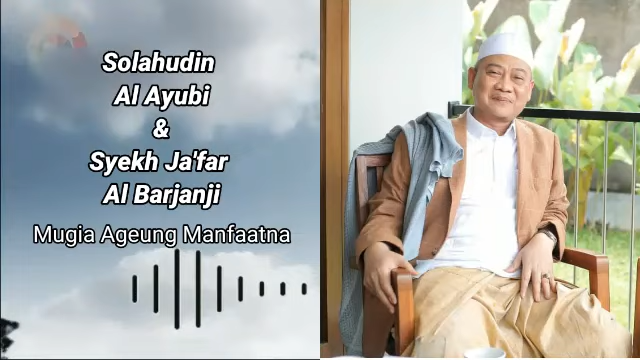 Solahudin
Al Ayubi
&
Syekh Ja'far
Al Barjanji
Mugia Ageung Manfaatna